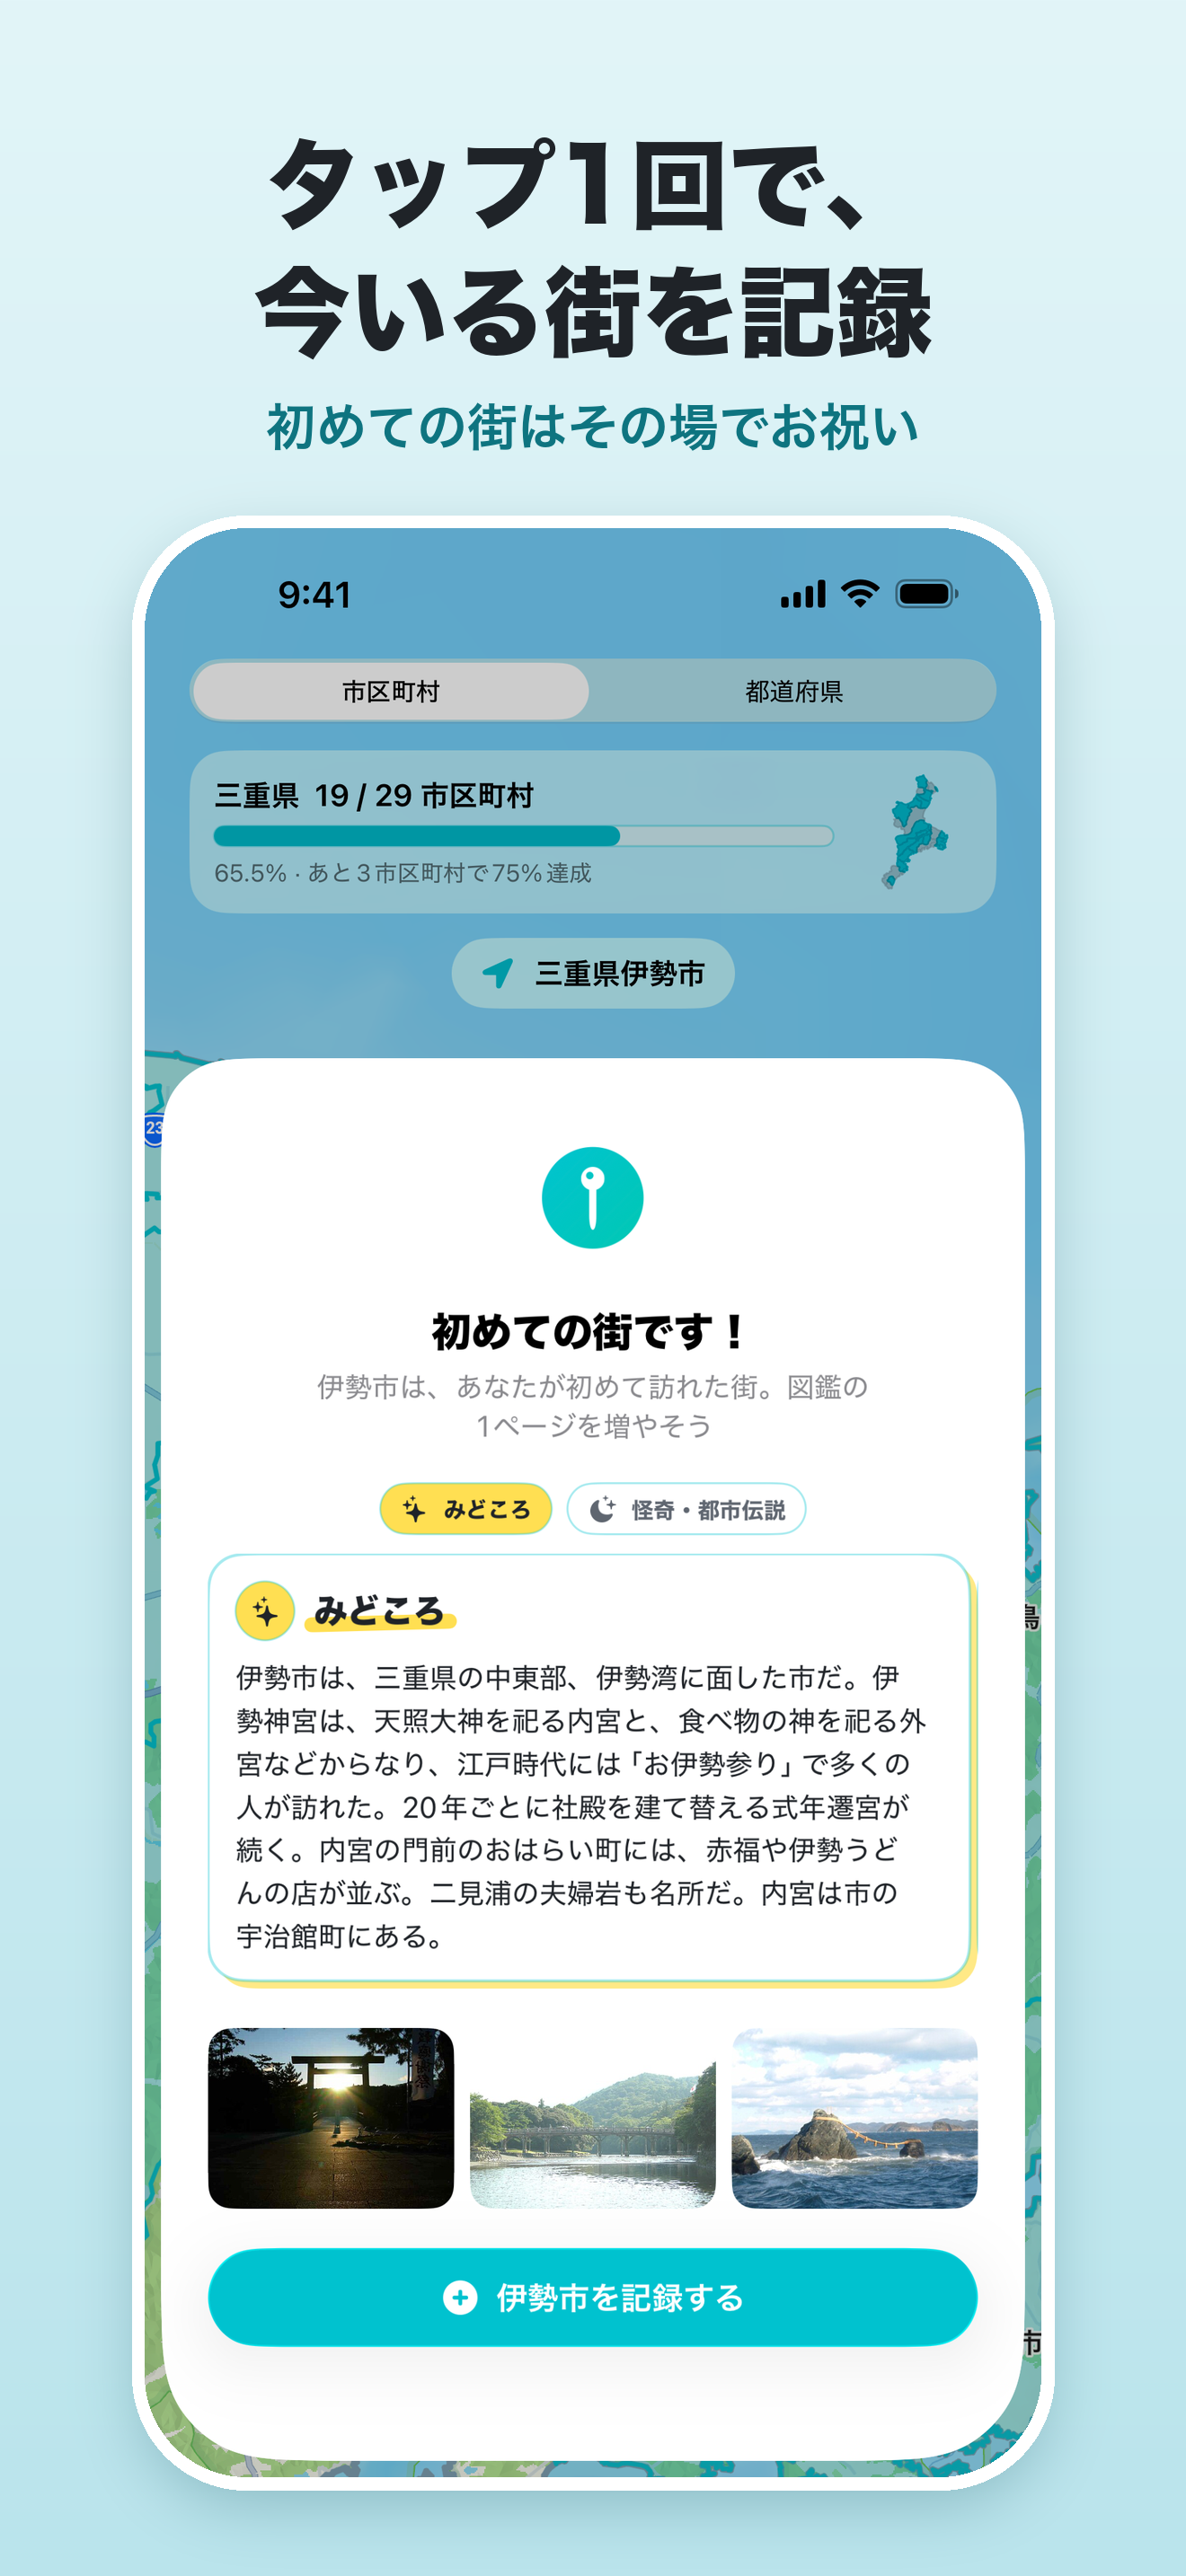 タップ1回で、
今いる街を記録
初めての街はその場でお祝い
9:41
市区町村
都道府県
三重県 19 / 29 市区町村
65.5% · あと3市区町村で75%達成
三重県伊勢市
23
初めての街です！
伊勢市は、あなたが初めて訪れた街。図鑑の
1ページを増やそう
みどころ
怪奇・都市伝説
みどころ
伊勢市は、三重県の中東部、伊勢湾に面した市だ。伊
勢神宮は、天照大神を祀る内宮と、食べ物の神を祀る外
宮などからなり、江戸時代には「お伊勢参り」で多くの
人が訪れた。20年ごとに社殿を建て替える式年遷宮が
続く。内宮の門前のおはらい町には、赤福や伊勢うど
んの店が並ぶ。二見浦の夫婦岩も名所だ。内宮は市の
宇治館町にある。
鳥
伊勢市を記録する
市